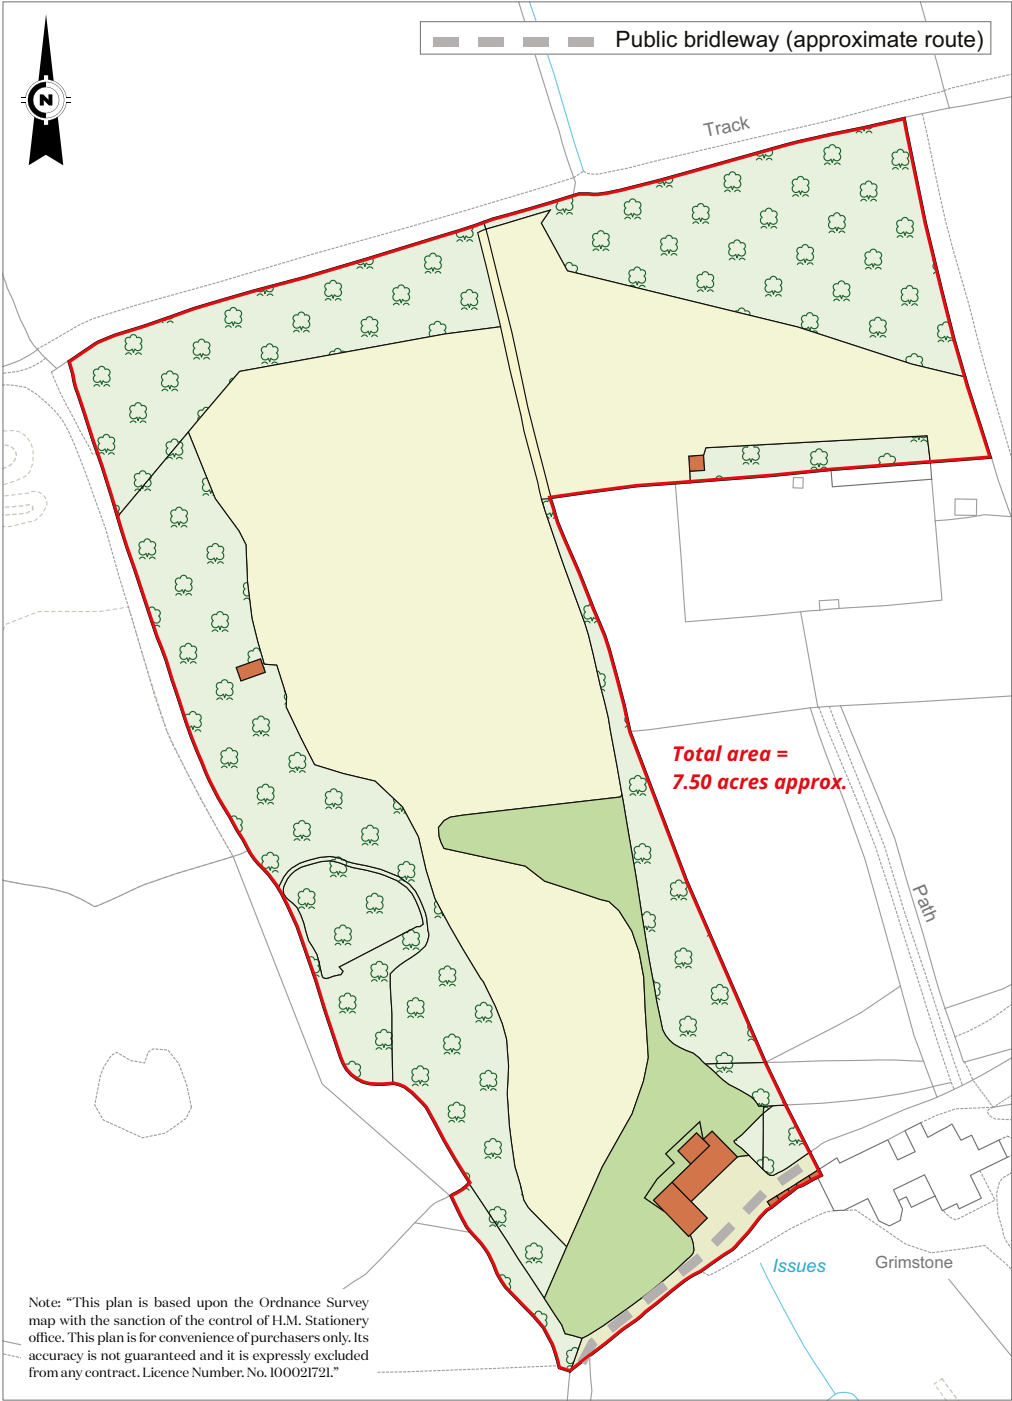 N
Public bridleway (approximate route)
Track
Total area =
7.50 acres approx.
Path
Issues
Grimstone
Note: “This plan is based upon the Ordnance Survey
map with the sanction of the control of H.M. Stationery
office. This plan is for convenience of purchasers only. Its
accuracy is not guaranteed and it is expressly excluded
from any contract. Licence Number. No. 100021721.”